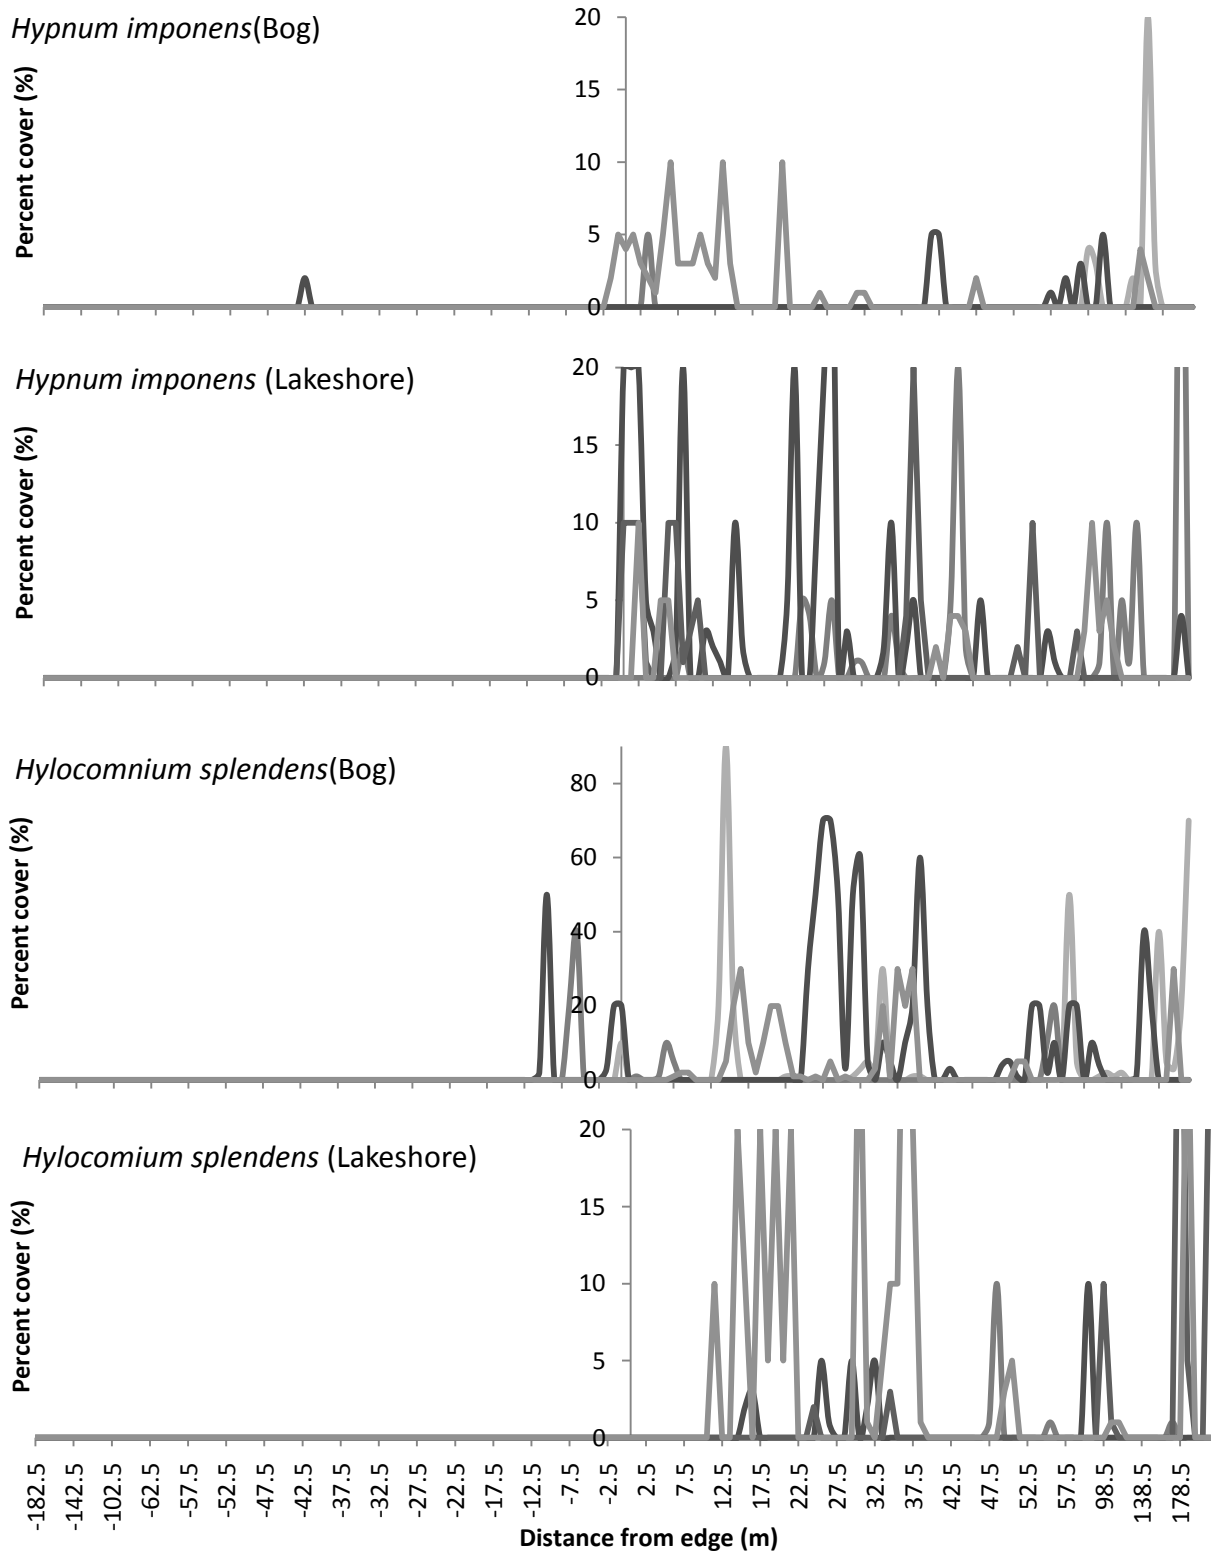 Hypnum imponens(Bog)
Percent cover (%)
20
15
10
5
0
Hypnum imponens (Lakeshore)
Percent cover (%)
20
15
10
5
0
Hylocomnium splendens(Bog)
Percent cover (%)
80
60
40
20
0
Hylocomium splendens (Lakeshore)
Percent cover (%)
20
15
10
5
0
-182.5 -142.5 -102.5 -62.5 -57.5 -52.5 -47.5 -42.5 -37.5 -32.5 -22.5 -17.5 -12.5 -7.5 -2.5 2.5 7.5 12.5 17.5 22.5 27.5 32.5 37.5 42.5 47.5 52.5 57.5 98.5 138.5 178.5
Distance from edge (m)